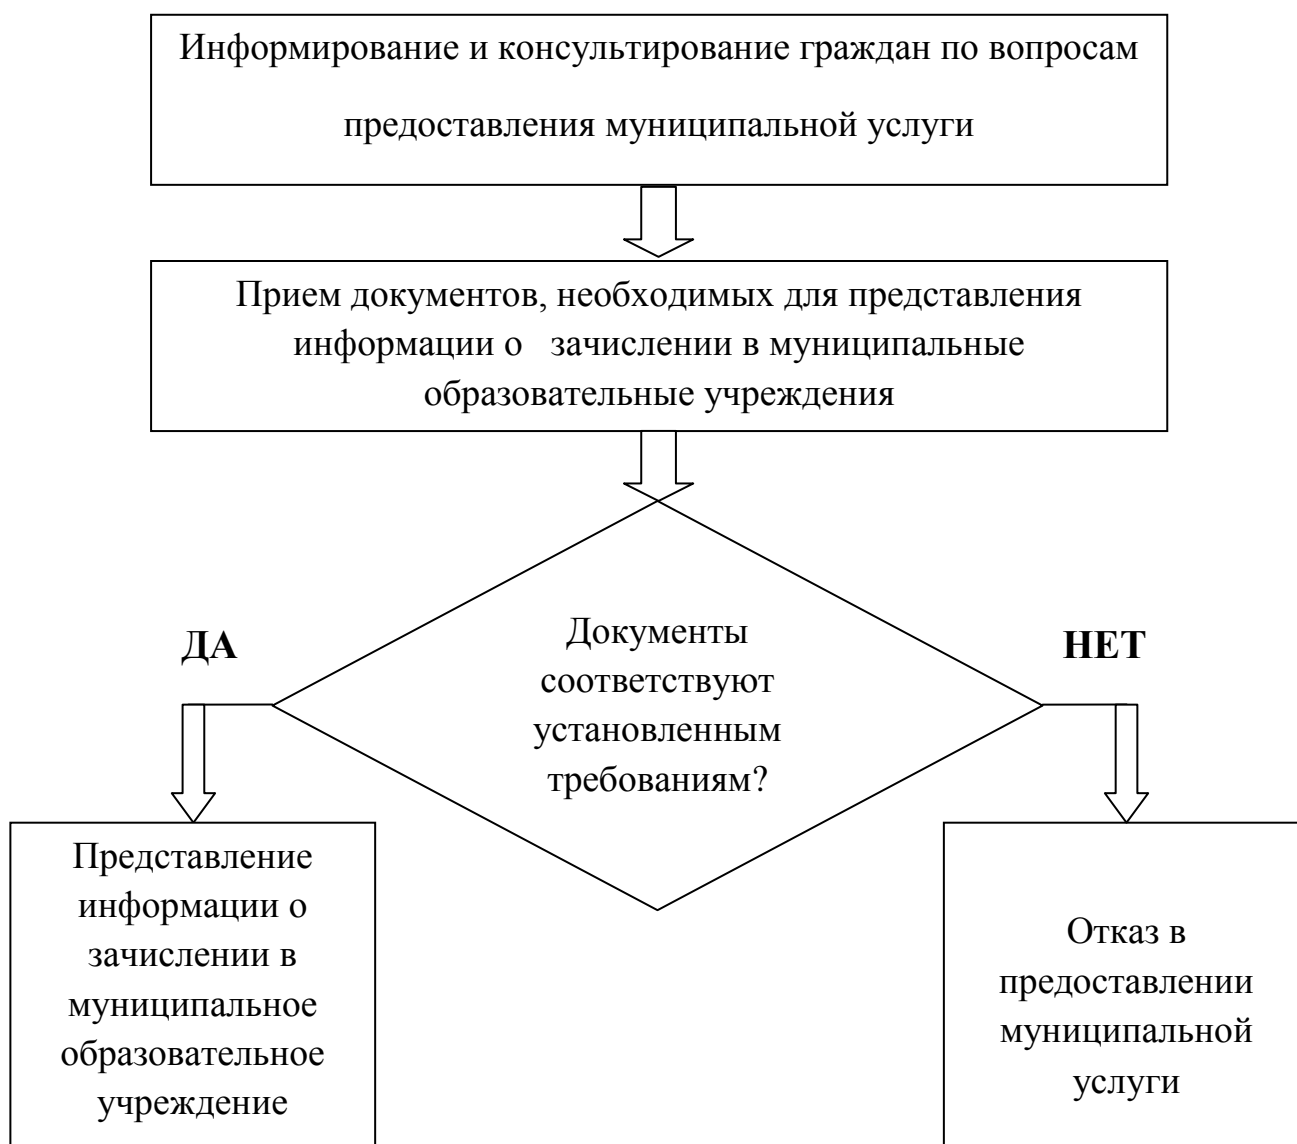 Информирование и консультирование граждан по вопросам
предоставления муниципальной услуги
Прием документов, необходимых для представления
информации о зачислении в муниципальные
образовательные учреждения
ДА
Документы
соответствуют
установленным
требованиям?
НЕТ
Представление
информации о
зачислении в
муниципальное
образовательное
учреждение
Отказ в
предоставлении
муниципальной
услуги